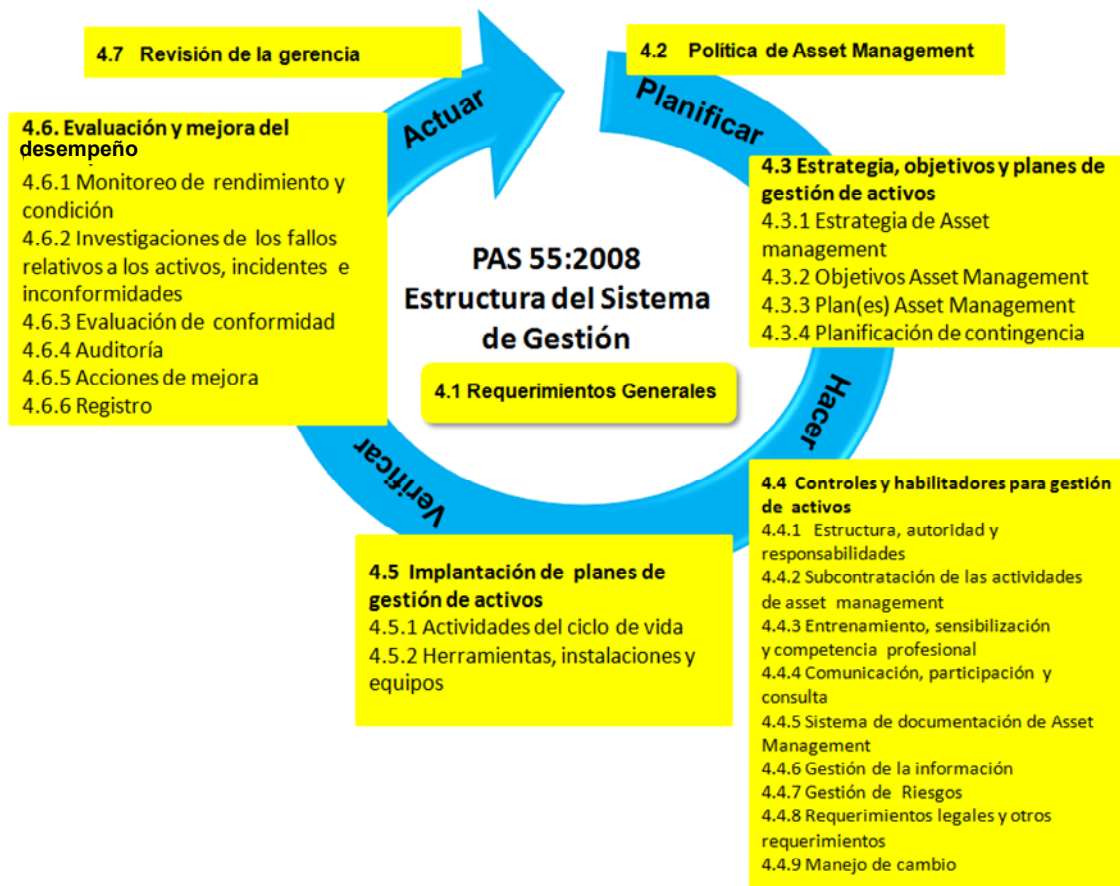 4.7 Revisión de la gerencia
4.2 Política de Asset Management
Actuar
Planificar
4.6. Evaluación y mejora del
desempeño
4.6.1 Monitoreo de rendimiento y
condición
4.6.2 Investigaciones de los fallos
relativos a los activos, incidentes e
inconformidades
4.6.3 Evaluación de conformidad
4.6.4 Auditoría
4.6.5 Acciones de mejora
4.6.6 Registro
4.3 Estrategia, objetivos y planes de
gestión de activos
4.3.1 Estrategia de Asset
management
4.3.2 Objetivos Asset Management
4.3.3 Plan(es) Asset Management
4.3.4 Planificación de contingencia
PAS 55:2008
Estructura del Sistema
de Gestión
4.1 Requerimientos Generales
Hacer
Verificar
4.4 Controles y habilitadores para gestión
de activos
4.4.1 Estructura, autoridad y
responsabilidades
4.4.2 Subcontratación de las actividades
de asset management
4.4.3 Entrenamiento, sensibilización
y competencia profesional
4.4.4 Comunicación, participación y
consulta
4.4.5 Sistema de documentación de Asset
Management
4.4.6 Gestión de la información
4.4.7 Gestión de Riesgos
4.4.8 Requerimientos legales y otros
requerimientos
4.4.9 Manejo de cambio
4.5 Implantación de planes de
gestión de activos
4.5.1 Actividades del ciclo de vida
4.5.2 Herramientas, instalaciones y
equipos